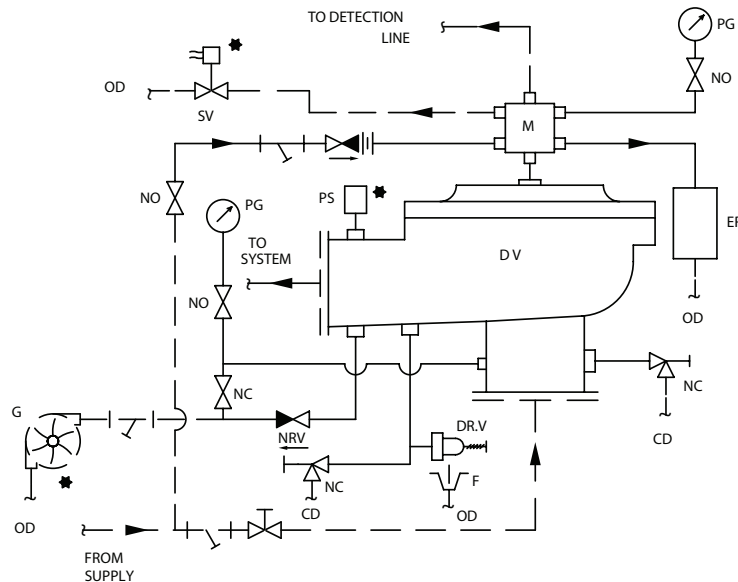 TO DETECTION
LINE
PG
OD
SV
NO
M
NO
PG
PS
TO
SYSTEM
D V
EF
OD
NO
NC
NC
CD
G
NRV
DR.V
NC
F
CD
OD
OD
FROM
SUPPLY